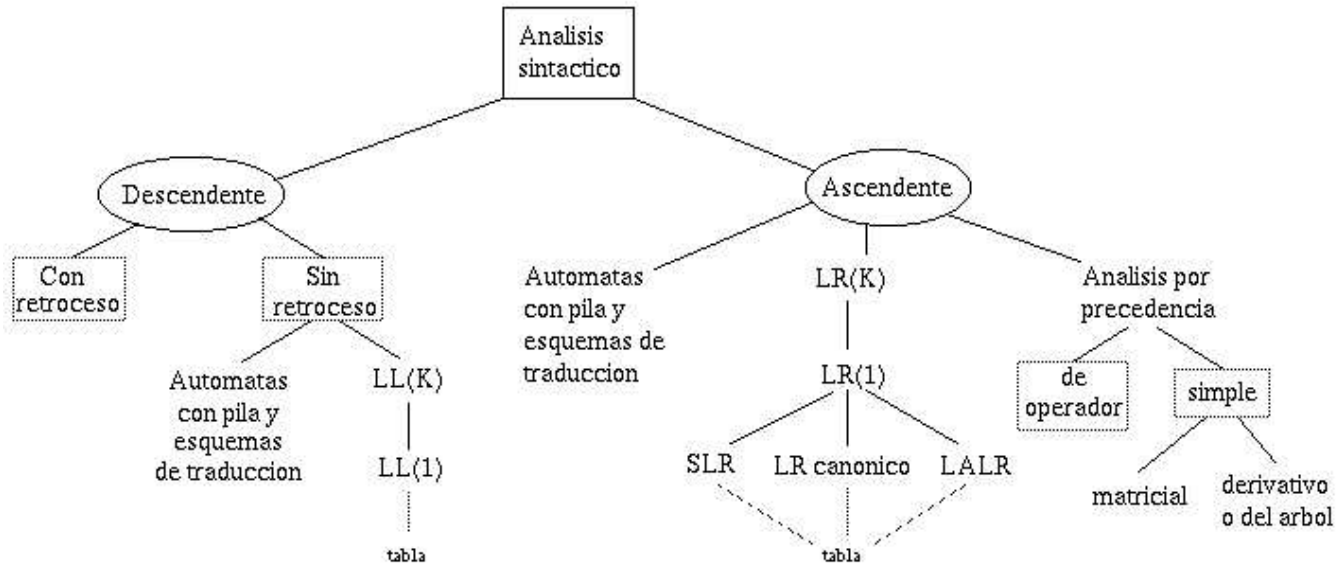 Analisis
sintactico
Descendente
Ascendente
Con
retroceso
Sin
retroceso
Automatas
con pila y
esquemas de
traduccion
LR(K)
Analisis por
precedencia
Automatas
con pila y
esquemas
de traduccion
LL(K)
LR(1)
de
operador
simple
LL(1)
SLR
LR canonico
LALR
matricial
derivativo
o del arbol
tabla
tabla